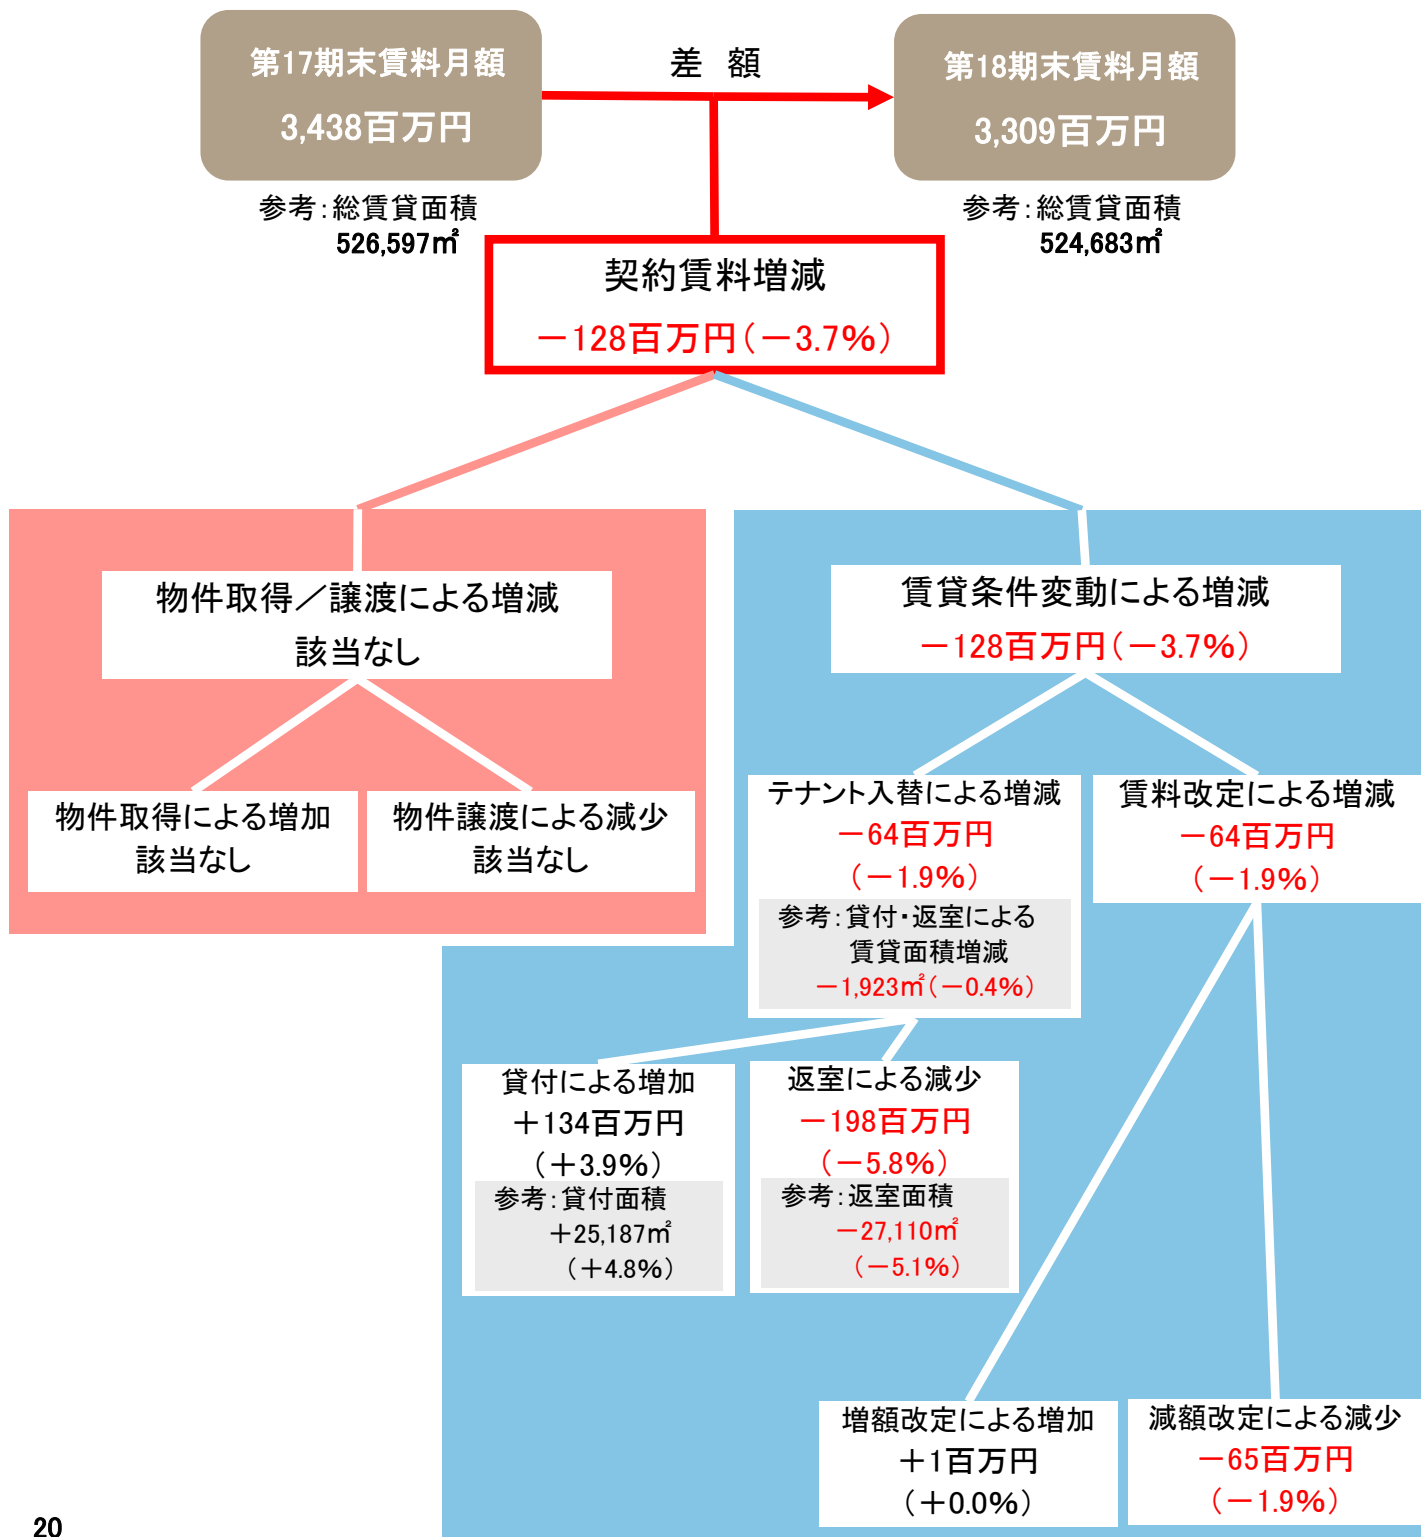 第17期末賃料月額
3,438百万円
差　額
第18期末賃料月額
3,309百万円
参考：総賃貸面積
526,597㎡
参考：総賃貸面積
524,683㎡
契約賃料増減
－128百万円（－3.7%）
物件取得／譲渡による増減
該当なし
物件取得による増加
該当なし
物件譲渡による減少
該当なし
賃貸条件変動による増減
－128百万円（－3.7%）
テナント入替による増減
－64百万円
（－1.9%）
参考：貸付・返室による
賃貸面積増減
－1,923㎡（－0.4%）
賃料改定による増減
－64百万円
（－1.9%）
貸付による増加
＋134百万円
（＋3.9%）
参考：貸付面積
＋25,187㎡
（＋4.8%）
返室による減少
－198百万円
（－5.8%）
参考：返室面積
－27,110㎡
（－5.1%）
増額改定による増加
＋1百万円
（＋0.0%）
減額改定による減少
－65百万円
（－1.9%）
20